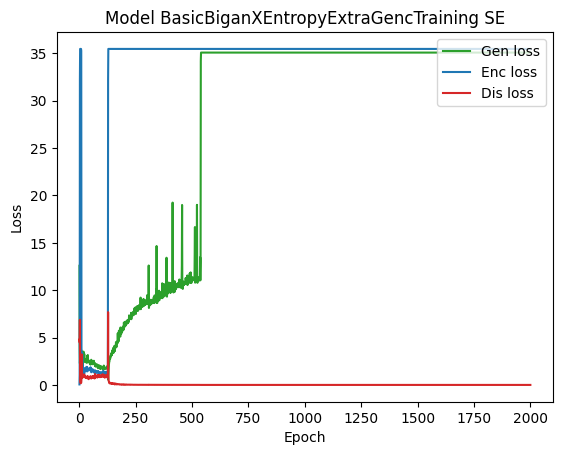 Model BasicBiganXEntropyExtraGencTraining SE
Loss
35
30
25
20
15
10
5
0
Gen loss
Enc loss
Dis loss
0 250 500 750 1000 1250 1500 1750 2000
Epoch